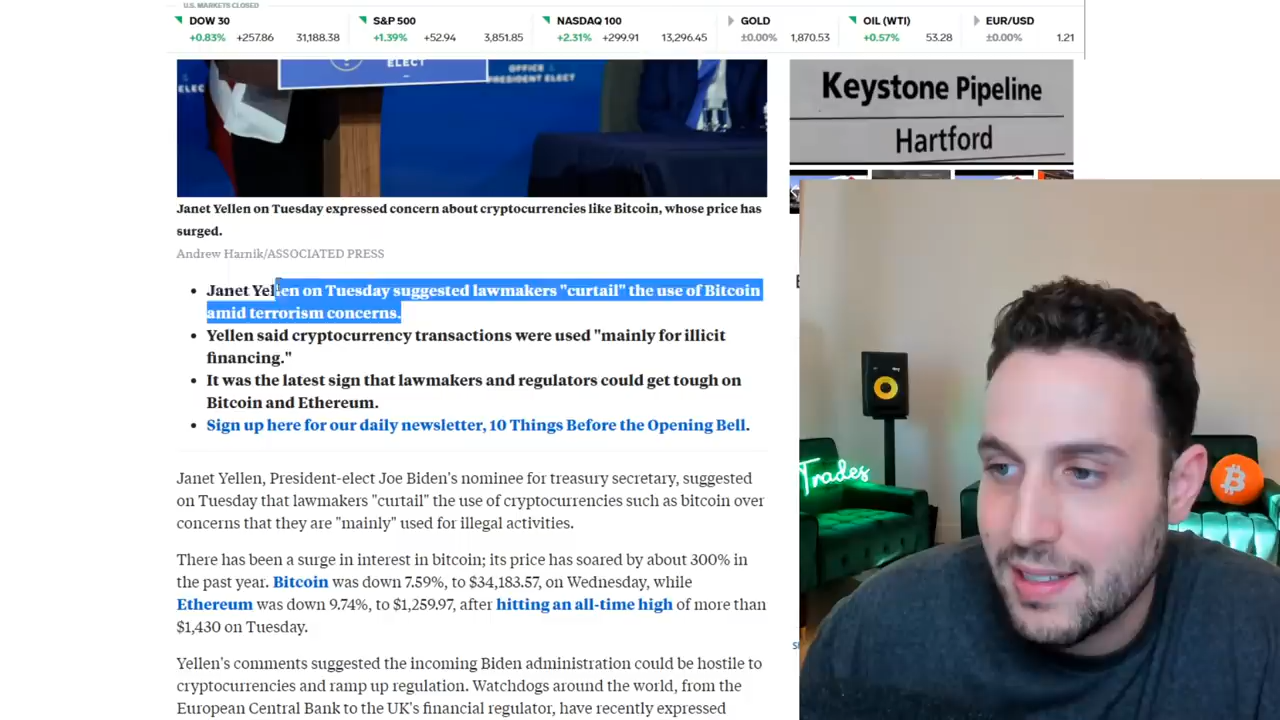 U.S. MARKETS CLOSED
DOW 30
+0.83% +257.86 31,188.38
S&P 500
+1.39% +52.94 3,851.85
NASDAQ 100
+2.31% +299.91 13,296.45
GOLD
±0.00% 1,870.53
OIL (WTI)
+0.57% 53.28
EUR/USD
±0.00% 1.21
ELEC
ELECT
OFFICE
PRESIDENT ELECT
Keystone Pipeline
Hartford
Janet Yellen on Tuesday expressed concern about cryptocurrencies like Bitcoin, whose price has
surged.
Andrew Harnik/ASSOCIATED PRESS
Janet Yellen on Tuesday suggested lawmakers "curtail" the use of Bitcoin
amid terrorism concerns.
Yellen said cryptocurrency transactions were used "mainly for illicit
financing."
It was the latest sign that lawmakers and regulators could get tough on
Bitcoin and Ethereum.
Sign up here for our daily newsletter, 10 Things Before the Opening Bell.
Janet Yellen, President-elect Joe Biden's nominee for treasury secretary, suggested
on Tuesday that lawmakers "curtail" the use of cryptocurrencies such as bitcoin over
concerns that they are "mainly" used for illegal activities.
There has been a surge in interest in bitcoin; its price has soared by about 300% in
the past year. Bitcoin was down 7.59%, to $34,183.57, on Wednesday, while
Ethereum was down 9.74%, to $1,259.97, after hitting an all-time high of more than
$1,430 on Tuesday.
Yellen's comments suggested the incoming Biden administration could be hostile to
cryptocurrencies and ramp up regulation. Watchdogs around the world, from the
European Central Bank to the UK's financial regulator, have recently expressed
Trades